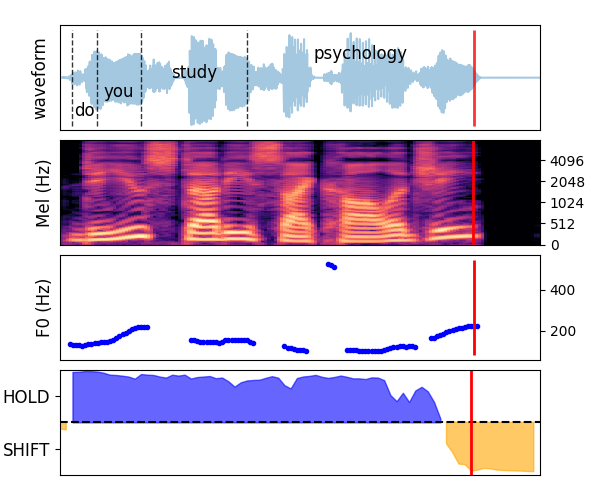 waveform
do
you
study
psychology
Mel (Hz)
4096
2048
1024
512
0
F0 (Hz)
400
200
HOLD
SHIFT